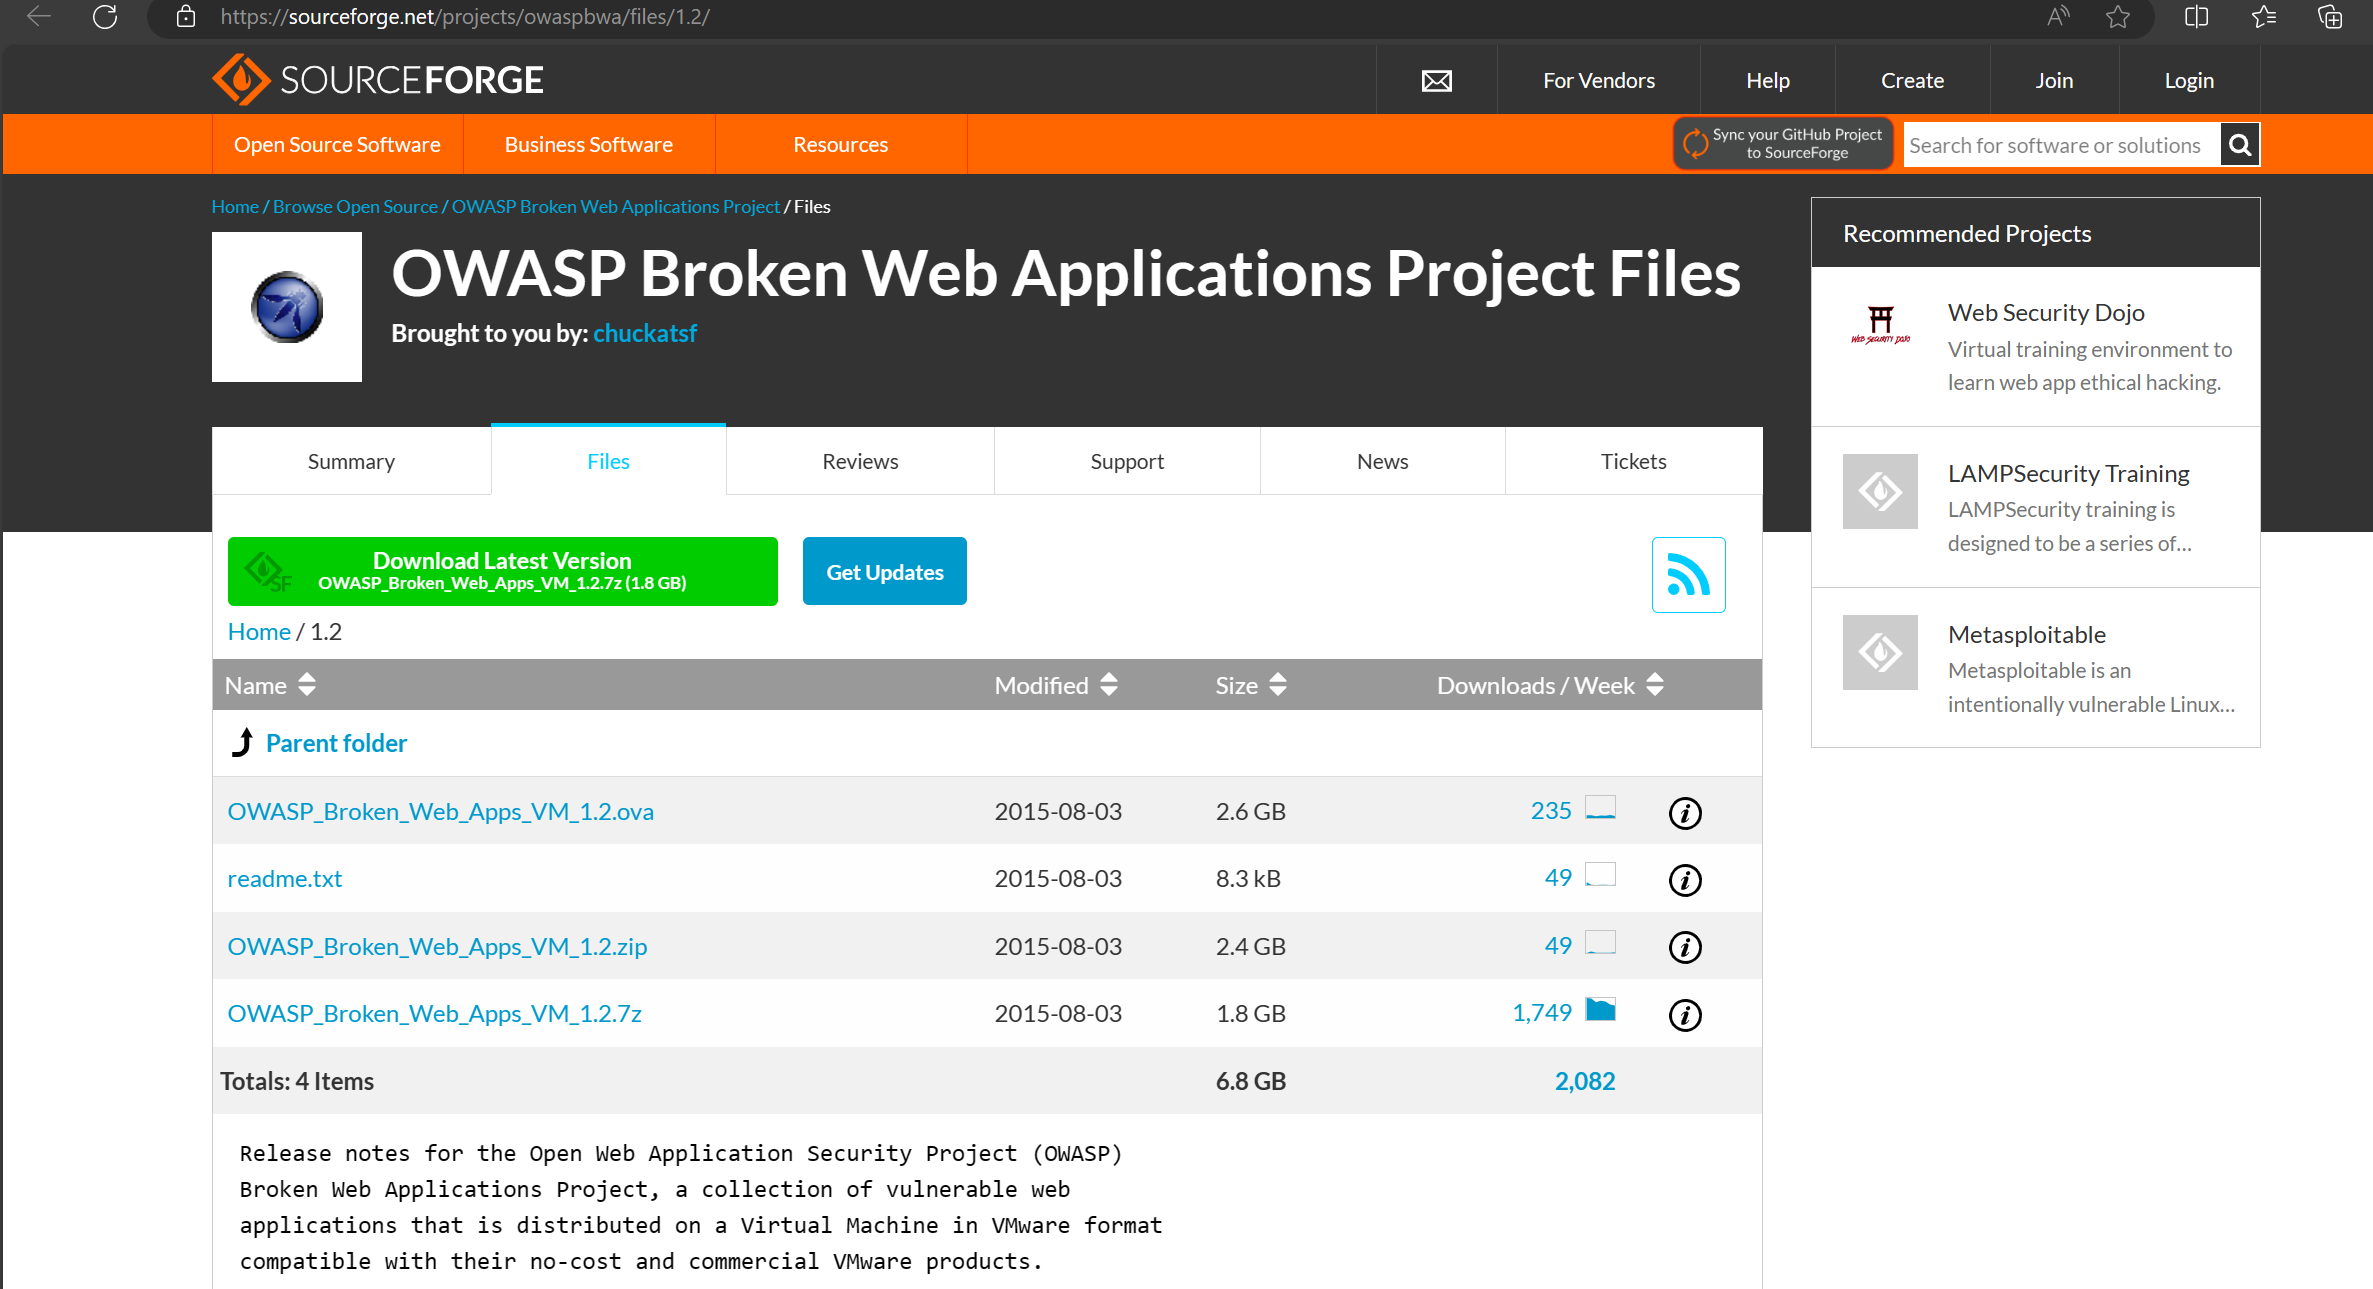 https://sourceforge.net/projects/owaspbwa/files/1.2/
SOURCEFORGE
For Vendors
Help
Create
Join
Login
Open Source Software
Business Software
Resources
Sync your GitHub Project
to SourceForge
Search for software or solutions
Home / Browse Open Source / OWASP Broken Web Applications Project / Files
OWASP Broken Web Applications Project Files
Brought to you by: chuckatsf
Summary
Files
Reviews
Support
News
Tickets
Download Latest Version
OWASP_Broken_Web_Apps_VM_1.2.7z (1.8 GB)
SF
Get Updates
Home / 1.2
Name Modified Size Downloads / Week
Parent folder
OWASP_Broken_Web_Apps_VM_1.2.ova 2015-08-03 2.6 GB 235
readme.txt 2015-08-03 8.3 kB 49
OWASP_Broken_Web_Apps_VM_1.2.zip 2015-08-03 2.4 GB 49
OWASP_Broken_Web_Apps_VM_1.2.7z 2015-08-03 1.8 GB 1,749
Totals: 4 Items 6.8 GB 2,082
Release notes for the Open Web Application Security Project (OWASP)
Broken Web Applications Project, a collection of vulnerable web
applications that is distributed on a Virtual Machine in VMware format
compatible with their no-cost and commercial VMware products.
Recommended Projects
WEB SECURITY DOJO
Web Security Dojo
Virtual training environment to
learn web app ethical hacking.
LAMPSecurity Training
LAMPSecurity training is
designed to be a series of...
Metasploitable
Metasploitable is an
intentionally vulnerable Linux...